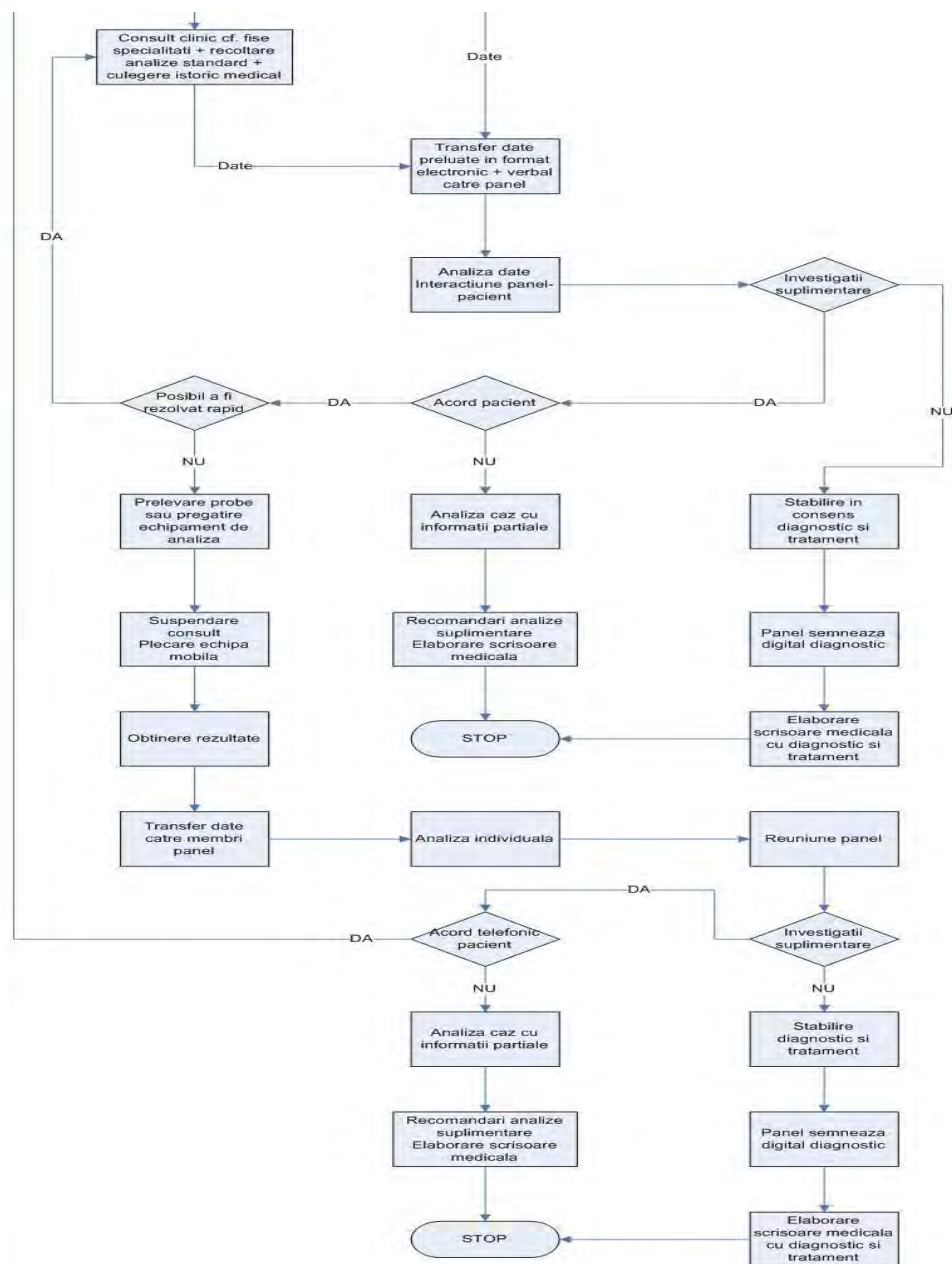 Consult clinic cf. fise
specialitati + recoltare
analize standard +
culegere istoric medical
Date
Date
Transfer date
preluate in format
electronic + verbal
catre panel
DA
Analiza date
Interactiune panel-
pacient
Investigatii
suplimentare
Posibil a fi
rezolvat rapid
DA
Acord pacient
DA
NU
NU
NU
Prelevare probe
sau pregatire
echipament de
analiza
Analiza caz cu
informatii partiale
Stabilire in
consens
diagnostic si
tratament
Suspendare
consult
Plecare echipa
mobila
Recomandari analize
suplimentare
Elaborare scrisoare
medicala
Panel semneaza
digital diagnostic
Obtinere rezultate
STOP
Elaborare
scrisoare medicala
cu diagnostic si
tratament
Transfer date
catre membri
panel
Analiza individuala
Reuniune panel
DA
DA
Acord telefonic
pacient
Investigatii
suplimentare
NU
NU
Analiza caz cu
informatii partiale
Stabilire
diagnostic si
tratament
Recomandari analize
suplimentare
Elaborare scrisoare
medicala
Panel semneaza
digital diagnostic
STOP
Elaborare
scrisoare medicala
cu diagnostic si
tratament